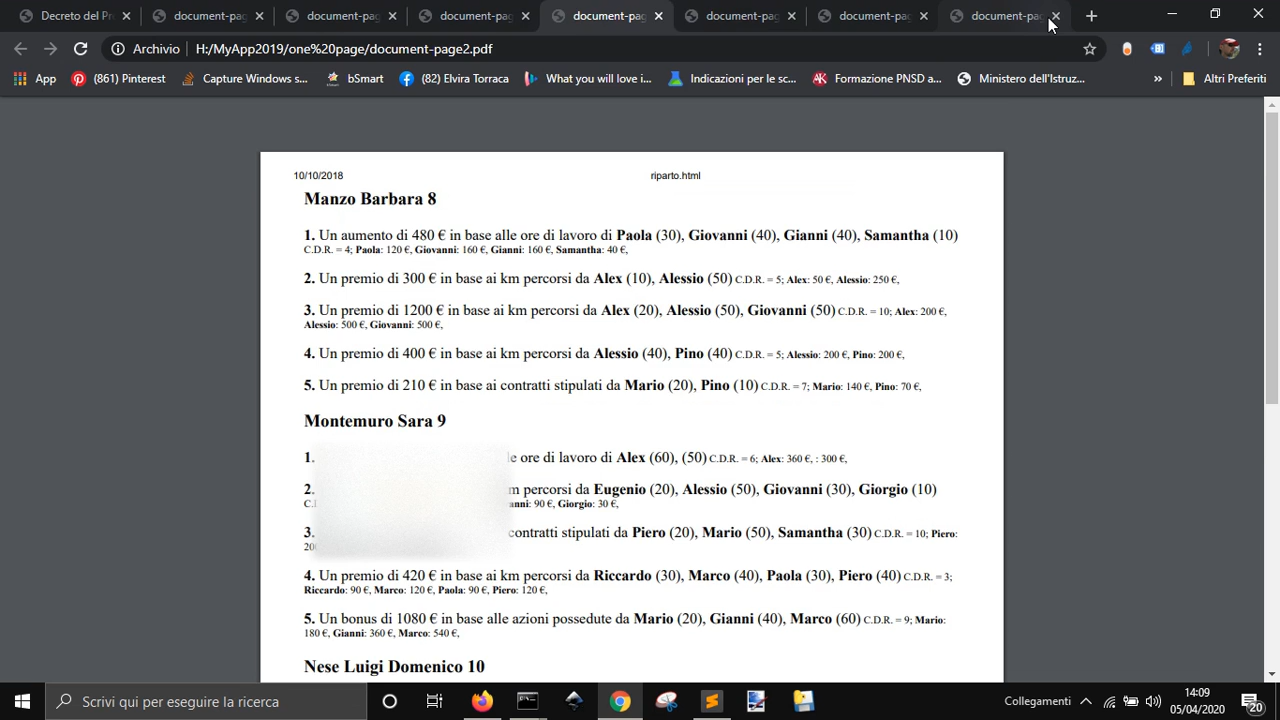 Decreto del Pr
document-pag
document-pag
document-pag
document-pag
document-pag
document-pag
document-pag
Archivio
H:/MyApp2019/one%20page/document-page2.pdf
App
(861) Pinterest
Capture Windows s...
bSmart
(82) Elvira Torraca
What you will love i...
Indicazioni per le sc...
Formazione PNSD a...
Ministero dell'Istruz...
»
Altri Preferiti
10/10/2018
riparto.html
Manzo Barbara 8
1. Un aumento di 480 € in base alle ore di lavoro di Paola (30), Giovanni (40), Gianni (40), Samantha (10)
C.D.R. = 4; Paola: 120 €, Giovanni: 160 €, Gianni: 160 €, Samantha: 40 €,
2. Un premio di 300 € in base ai km percorsi da Alex (10), Alessio (50) C.D.R. = 5; Alex: 50 €, Alessio: 250 €,
3. Un premio di 1200 € in base ai km percorsi da Alex (20), Alessio (50), Giovanni (50) C.D.R. = 10; Alex: 200 €,
Alessio: 500 €, Giovanni: 500 €,
4. Un premio di 400 € in base ai km percorsi da Alessio (40), Pino (40) C.D.R. = 5; Alessio: 200 €, Pino: 200 €,
5. Un premio di 210 € in base ai contratti stipulati da Mario (20), Pino (10) C.D.R. = 7; Mario: 140 €, Pino: 70 €,
Montemuro Sara 9
1. ore di lavoro di Alex (60), (50) C.D.R. = 6; Alex: 360 €, : 300 €,
2. percorsi da Eugenio (20), Alessio (50), Giovanni (30), Giorgio (10)
90 €, Giorgio: 30 €,
3. contratti stipulati da Piero (20), Mario (50), Samantha (30) C.D.R. = 10; Piero:
4. Un premio di 420 € in base ai km percorsi da Riccardo (30), Marco (40), Paola (30), Piero (40) C.D.R. = 3;
Riccardo: 90 €, Marco: 120 €, Paola: 90 €, Piero: 120 €,
5. Un bonus di 1080 € in base alle azioni possedute da Mario (20), Gianni (40), Marco (60) C.D.R. = 9; Mario:
180 €, Gianni: 360 €, Marco: 540 €,
Nese Luigi Domenico 10
Scrivi qui per eseguire la ricerca
Collegamenti
14:09
05/04/2020
20